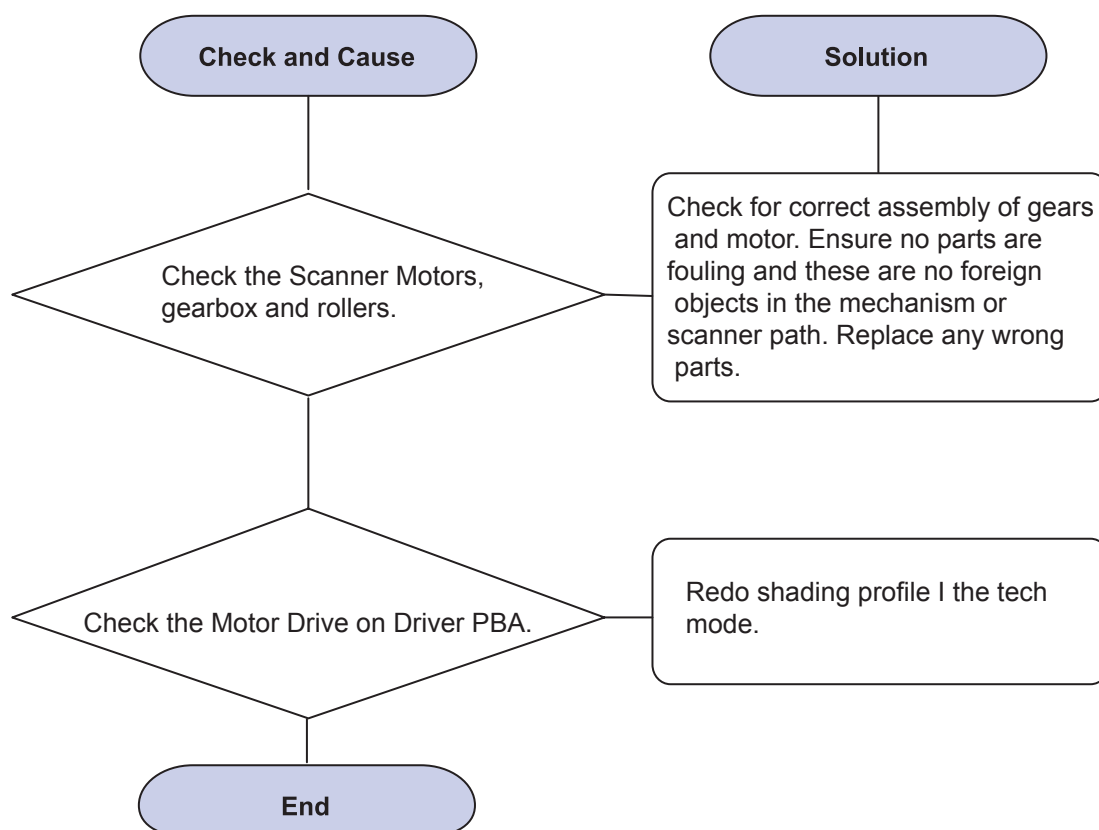 Check and Cause
Solution
Check the Scanner Motors,
gearbox and rollers.
Check for correct assembly of gears
and motor. Ensure no parts are
fouling and these are no foreign
objects in the mechanism or
scanner path. Replace any wrong
parts.
Check the Motor Drive on Driver PBA.
Redo shading profile I the tech
mode.
End